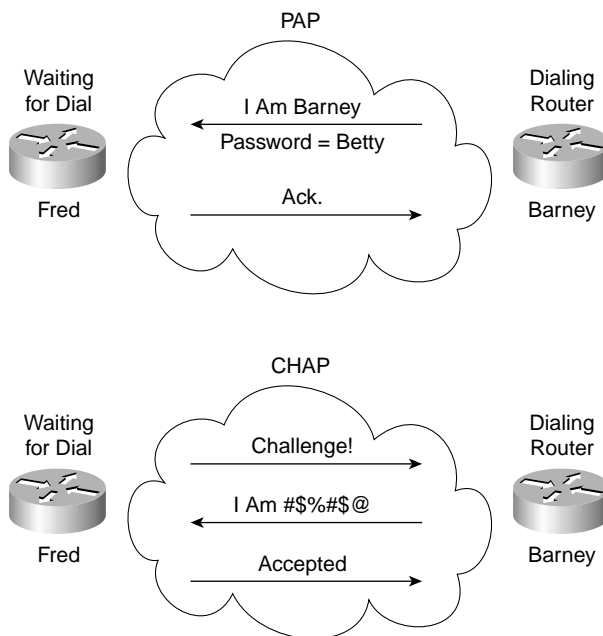 PAP
Waiting
for Dial
Dialing
Router
I Am Barney
Password = Betty
Ack.
Fred
Barney
CHAP
Waiting
for Dial
Dialing
Router
Challenge!
I Am #$%#$@
Accepted
Fred
Barney